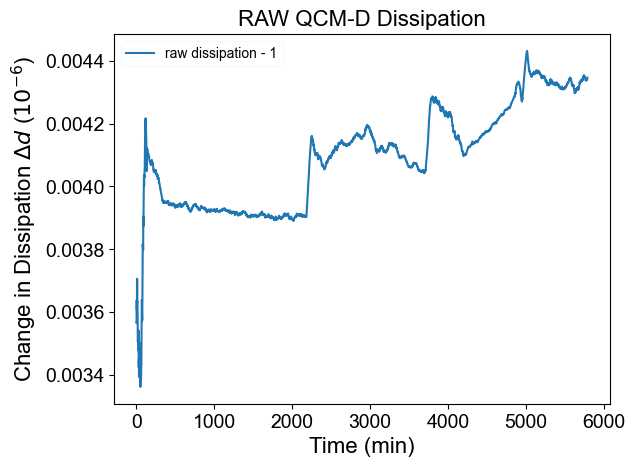 RAW QCM-D Dissipation
raw dissipation - 1
Change in Dissipation Δd (10⁻⁶)
0.0044
0.0042
0.0040
0.0038
0.0036
0.0034
0 1000 2000 3000 4000 5000 6000
Time (min)